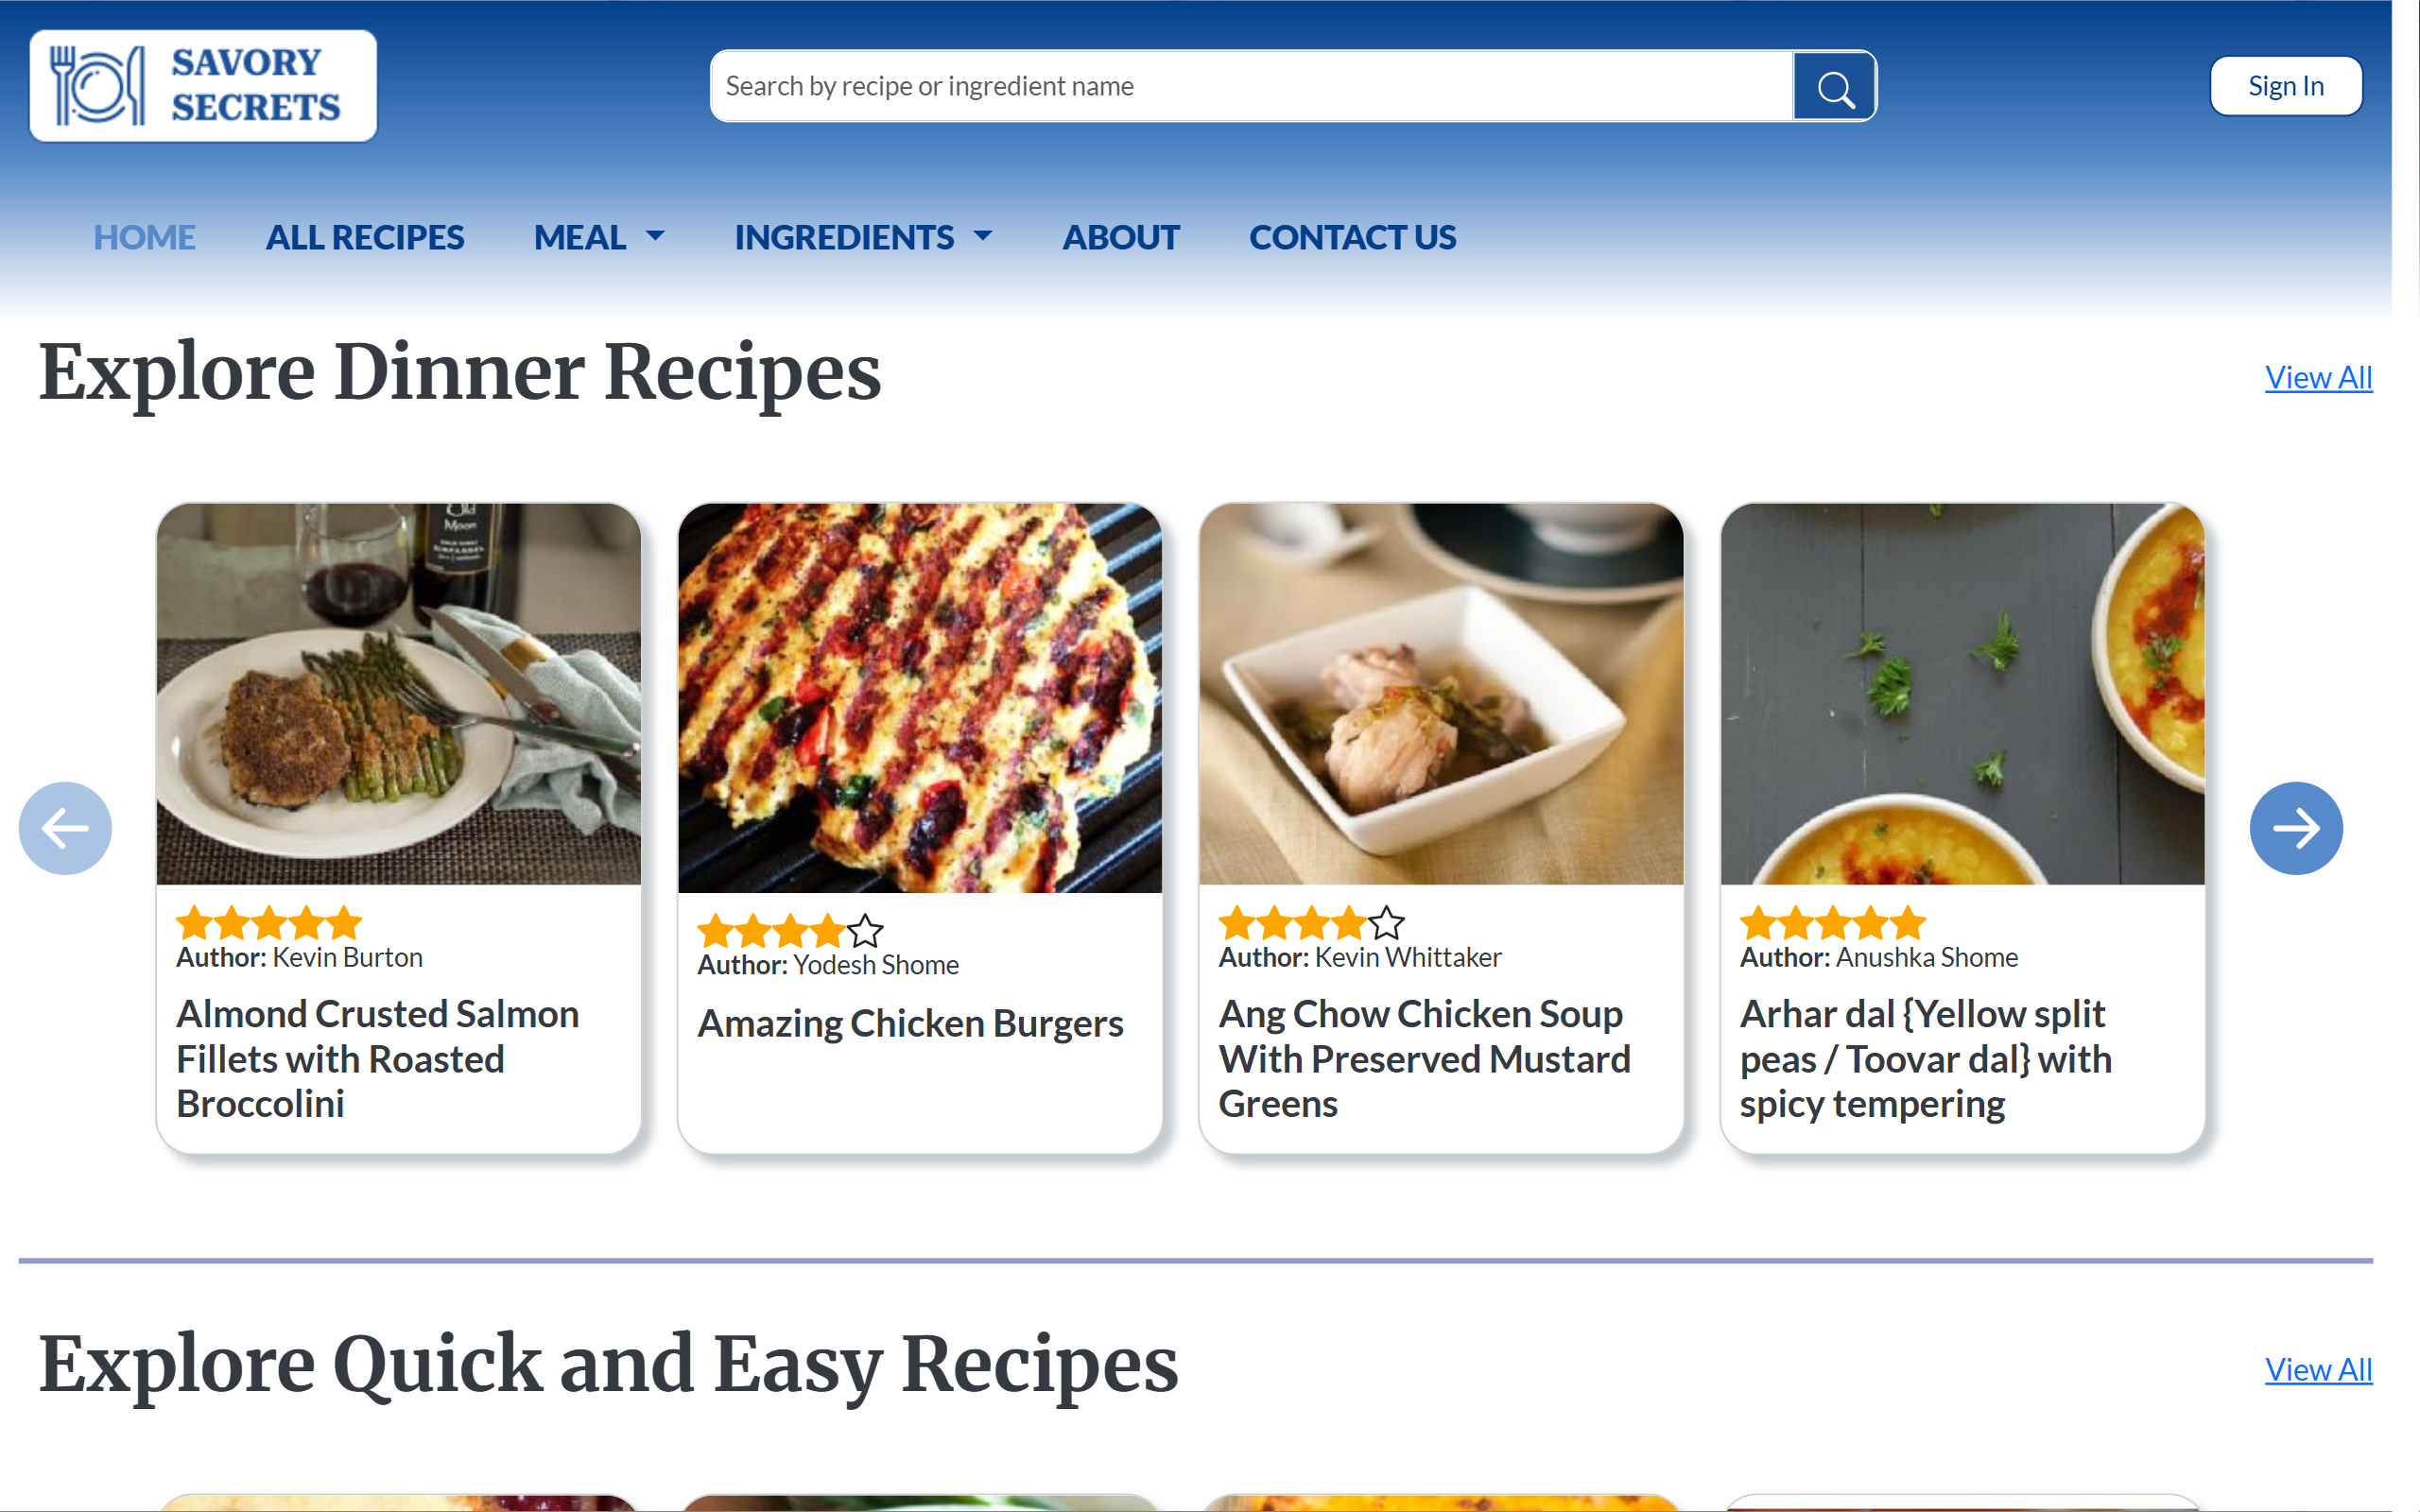 SAVORY
SECRETS
Search by recipe or ingredient name
Sign In
HOME
ALL RECIPES
MEAL
INGREDIENTS
ABOUT
CONTACT US
Explore Dinner Recipes
View All
Old
Moon
ZINFANDEL
Author: Kevin Burton
Almond Crusted Salmon
Fillets with Roasted
Broccolini
Author: Yodesh Shome
Amazing Chicken Burgers
Author: Kevin Whittaker
Ang Chow Chicken Soup
With Preserved Mustard
Greens
Author: Anushka Shome
Arhar dal {Yellow split
peas / Toovar dal} with
spicy tempering
Explore Quick and Easy Recipes
View All